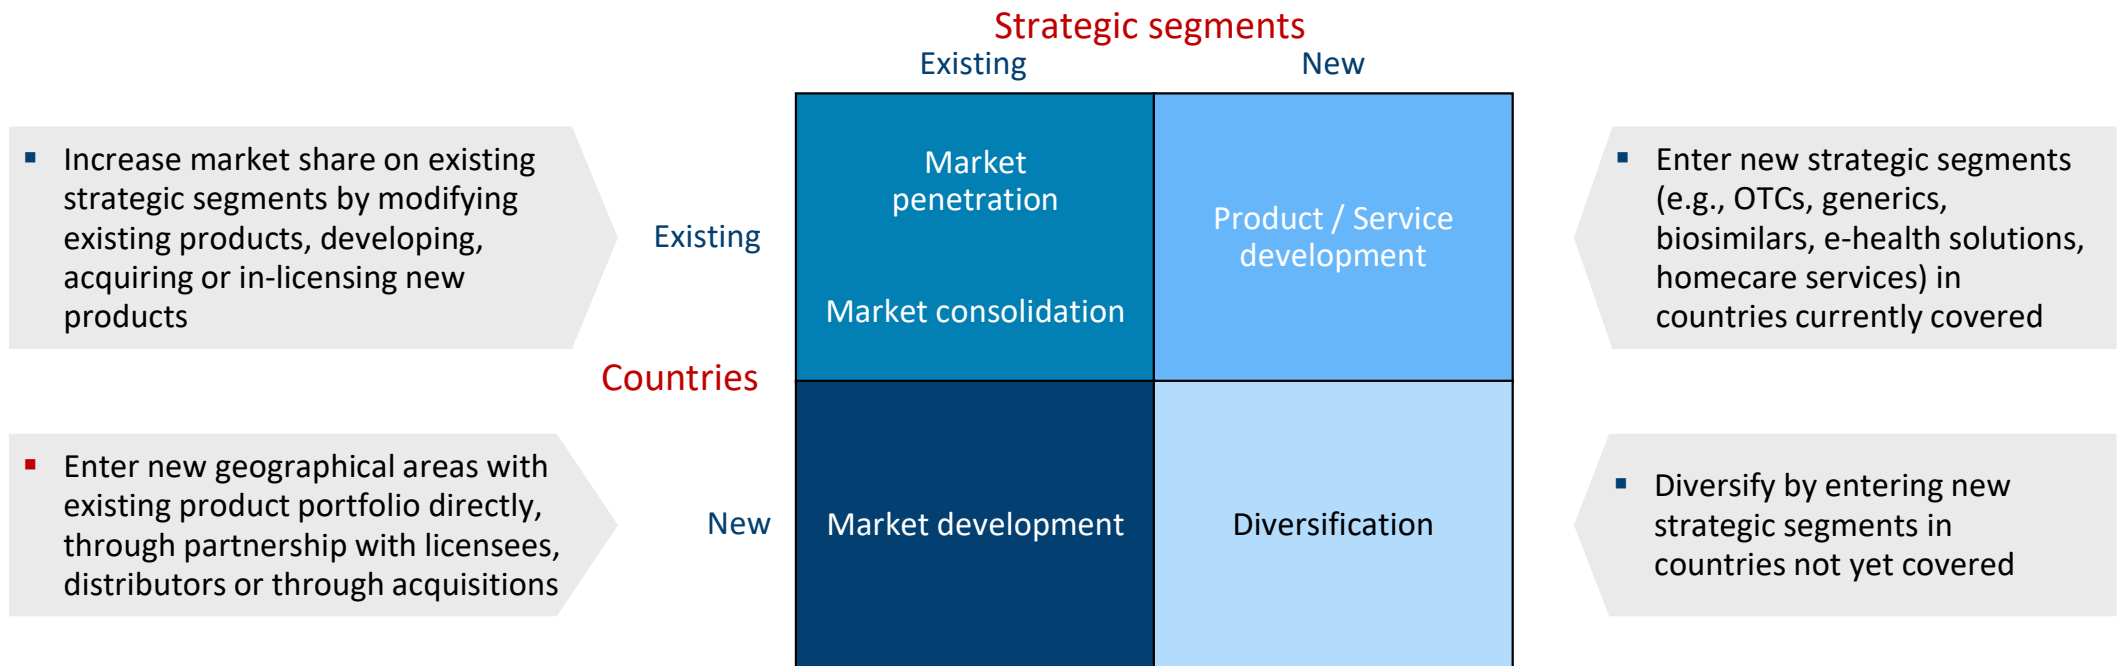 Strategic segments
Existing
New
▪ Increase market share on existing
strategic segments by modifying
existing products, developing,
acquiring or in-licensing new
products
Existing
Market
penetration
Market consolidation
Product / Service
development
▪ Enter new strategic segments
(e.g., OTCs, generics,
biosimilars, e-health solutions,
homecare services) in
countries currently covered
Countries
▪ Enter new geographical areas with
existing product portfolio directly,
through partnership with licensees,
distributors or through acquisitions
New
Market development
Diversification
▪ Diversify by entering new
strategic segments in
countries not yet covered